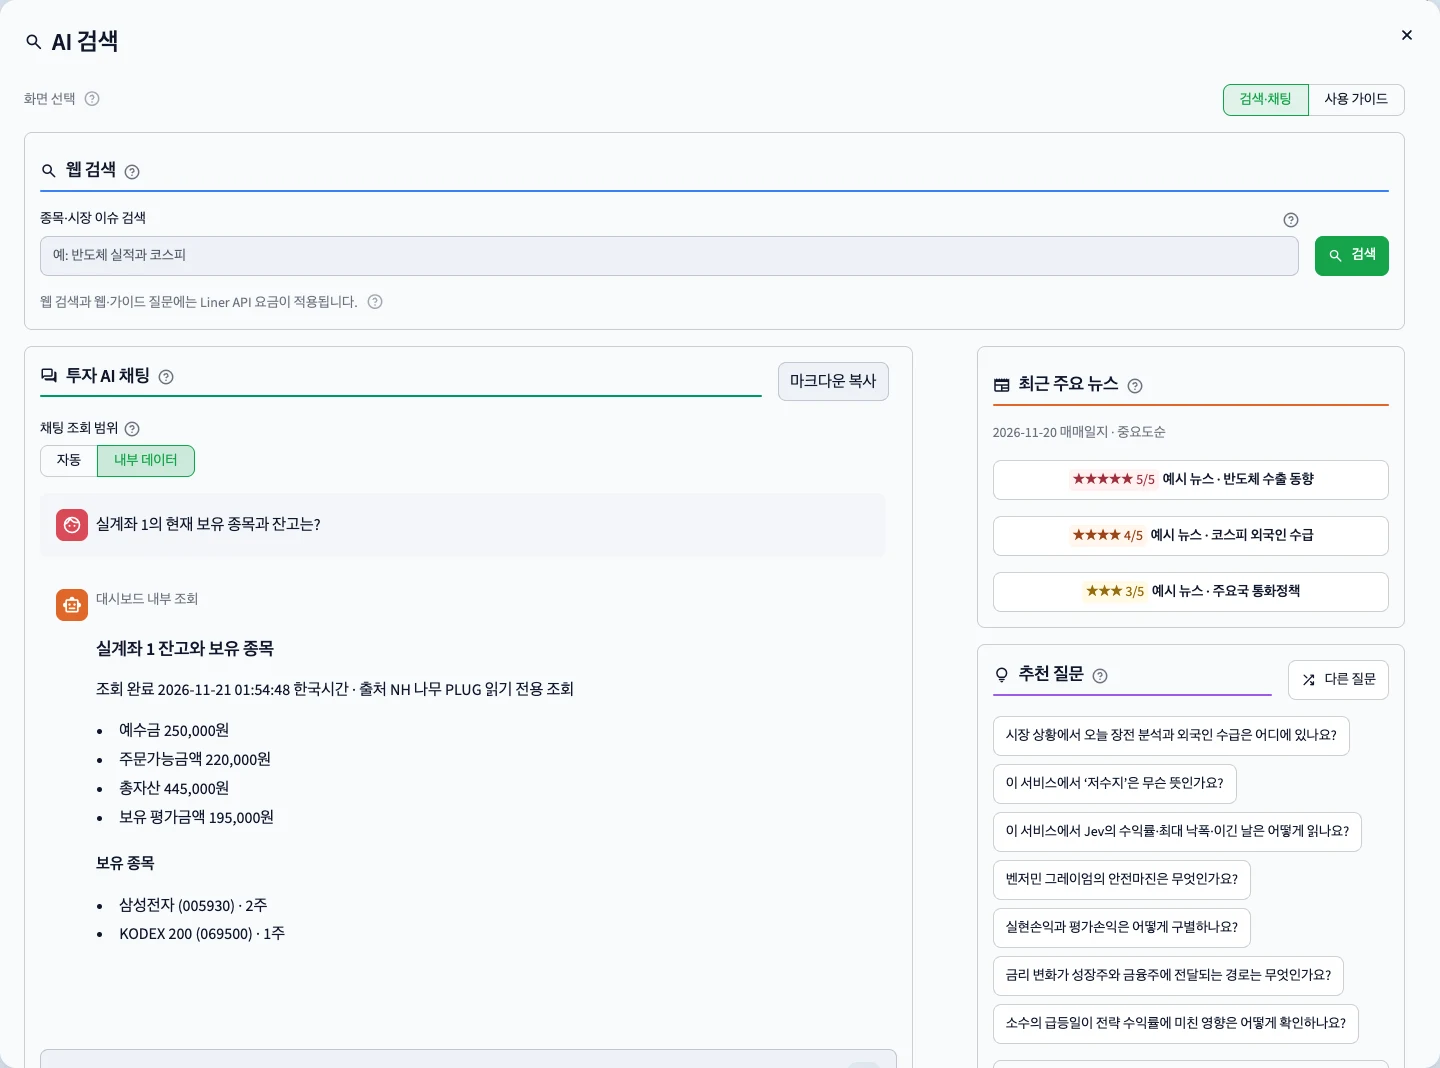 AI 검색
화면 선택
검색·채팅
사용 가이드
웹 검색
종목·시장 이슈 검색
예: 반도체 실적과 코스피
검색
웹 검색과 웹·가이드 질문에는 Liner API 요금이 적용됩니다.
투자 AI 채팅
마크다운 복사
채팅 조회 범위
자동
내부 데이터
실계좌 1의 현재 보유 종목과 잔고는?
대시보드 내부 조회
실계좌 1 잔고와 보유 종목
조회 완료 2026-11-21 01:54:48 한국시간 · 출처 NH 나무 PLUG 읽기 전용 조회
• 예수금 250,000원
• 주문가능금액 220,000원
• 총자산 445,000원
• 보유 평가금액 195,000원
보유 종목
• 삼성전자 (005930) · 2주
• KODEX 200 (069500) · 1주
최근 주요 뉴스
2026-11-20 매매일지 · 중요도순
★★★★★ 5/5 예시 뉴스 · 반도체 수출 동향
★★★★ 4/5 예시 뉴스 · 코스피 외국인 수급
★★★ 3/5 예시 뉴스 · 주요국 통화정책
추천 질문
다른 질문
시장 상황에서 오늘 장전 분석과 외국인 수급은 어디에 있나요?
이 서비스에서 ‘저수지’은 무슨 뜻인가요?
이 서비스에서 Jev의 수익률·최대 낙폭·이긴 날은 어떻게 읽나요?
벤저민 그레이엄의 안전마진은 무엇인가요?
실현손익과 평가손익은 어떻게 구별하나요?
금리 변화가 성장주와 금융주에 전달되는 경로는 무엇인가요?
소수의 급등일이 전략 수익률에 미친 영향은 어떻게 확인하나요?